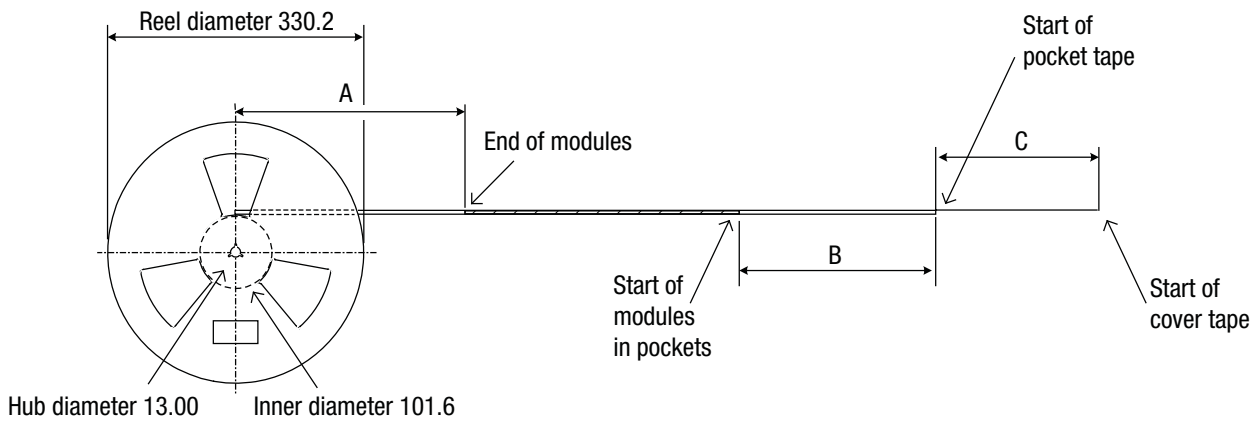 Reel diameter 330.2
Start of
pocket tape
A
End of modules
C
B
Start of
modules
in pockets
Start of
cover tape
Hub diameter 13.00
Inner diameter 101.6